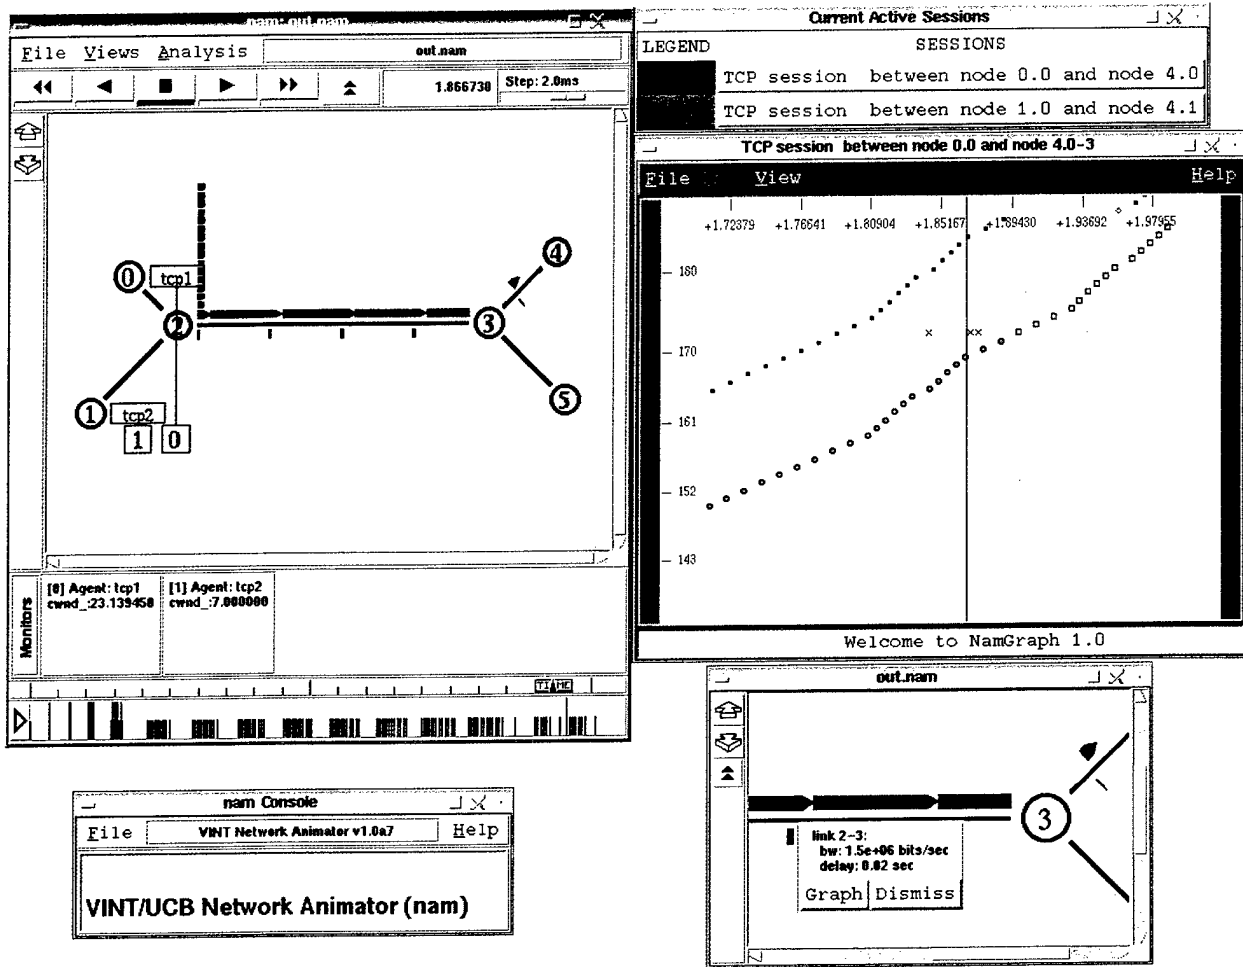 nam: out.nam
File Views Analysis out.nam
1.866730 Step: 2.0ms
0 tcp1
4
2
3
1 tcp2
5
1 0
Monitors
[0] Agent: tcp1
cwnd_:23.139458
[1] Agent: tcp2
cwnd_:7.000000
TIME
Current Active Sessions
LEGEND SESSIONS
TCP session between node 0.0 and node 4.0
TCP session between node 1.0 and node 4.1
TCP session between node 0.0 and node 4.0-3
File View Help
+1.72379 +1.76641 +1.80904 +1.85167 +1.89430 +1.93692 +1.97955
180
170
161
152
143
Welcome to NamGraph 1.0
nam Console
File VINT Network Animator v1.0a7 Help
VINT/UCB Network Animator (nam)
out.nam
3
link 2-3:
bw: 1.5e+06 bits/sec
delay: 0.02 sec
Graph Dismiss